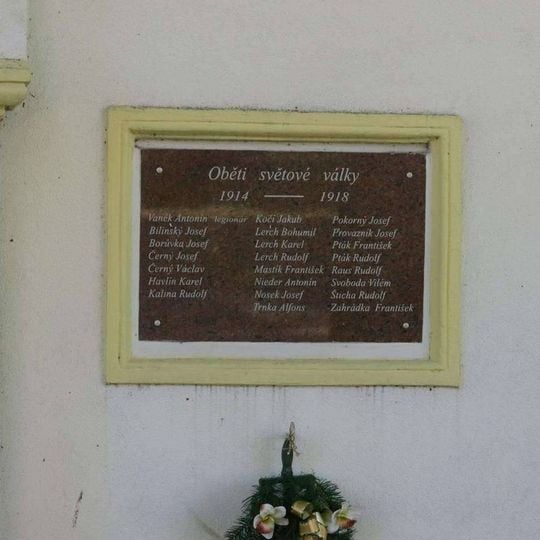 Oběti světové války
1914 — 1918
Vaněk Antonín legionář
Bilinský Josef
Borůvka Josef
Černý Josef
Černý Václav
Havlín Karel
Kalina Rudolf
Kočí Jakub
Lerch Bohumil
Lerch Karel
Lerch Rudolf
Mastík František
Nieder Antonín
Nosek Josef
Trnka Alfons
Pokorný Josef
Provazník Josef
Pták František
Pták Rudolf
Raus Rudolf
Svoboda Vilém
Šticha Rudolf
Zahrádka František